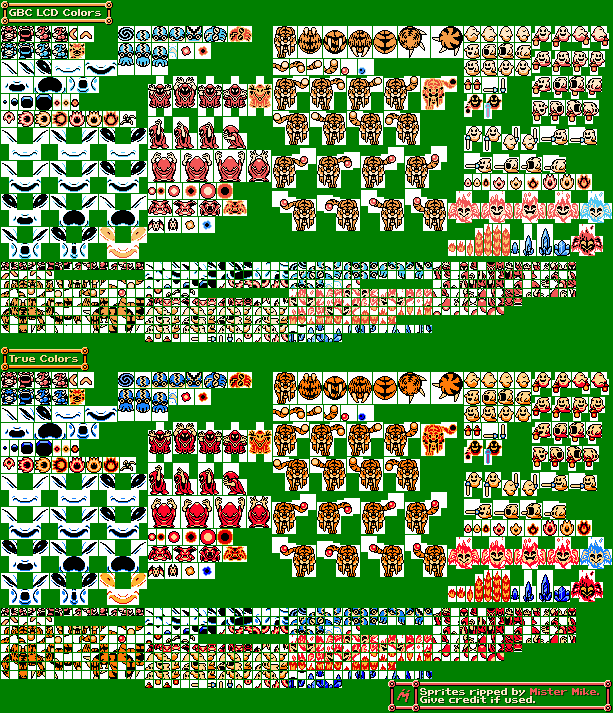 GBC LCD Colors
True Colors
Sprites ripped by Mister Mike.
Give credit if used.